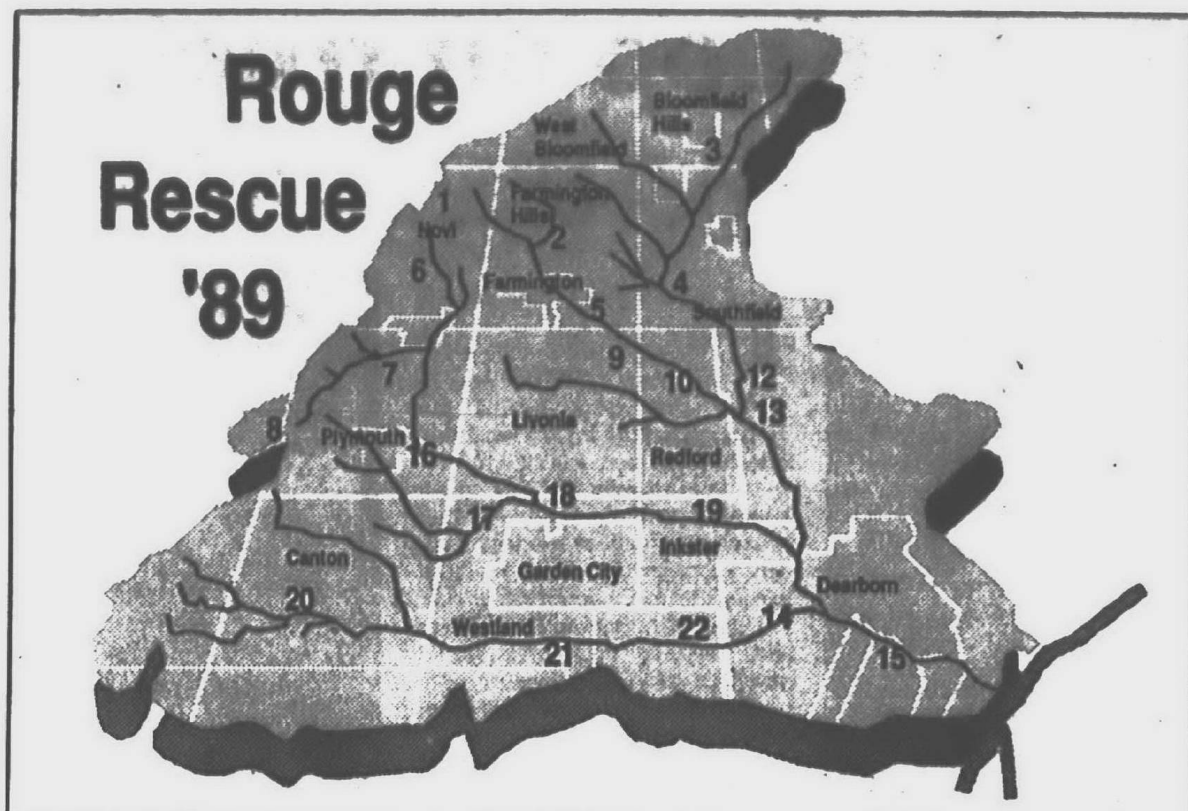 Rouge
Rescue
'89
Bloomfield
Hills
West
Bloomfield
3
1
Farmington
Hills
Novi
2
6
Farmington
4
5
Southfield
9
7
10
12
13
Livonia
8
Plymouth
16
Redford
18
17
19
Inkster
Canton
Garden City
Dearborn
20
14
Westland
22
21
15